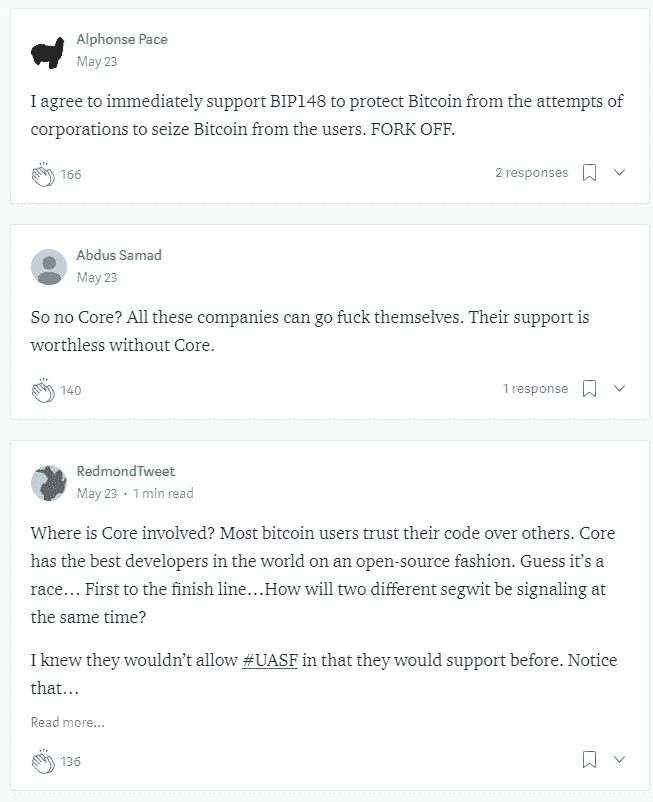 Alphonse Pace
May 23
I agree to immediately support BIP148 to protect Bitcoin from the attempts of
corporations to seize Bitcoin from the users. FORK OFF.
166
2 responses
Abdus Samad
May 23
So no Core? All these companies can go fuck themselves. Their support is
worthless without Core.
140
1 response
RedmondTweet
May 23 · 1 min read
Where is Core involved? Most bitcoin users trust their code over others. Core
has the best developers in the world on an open-source fashion. Guess it’s a
race… First to the finish line…How will two different segwit be signaling at
the same time?
I knew they wouldn’t allow #UASF in that they would support before. Notice
that…
Read more...
136